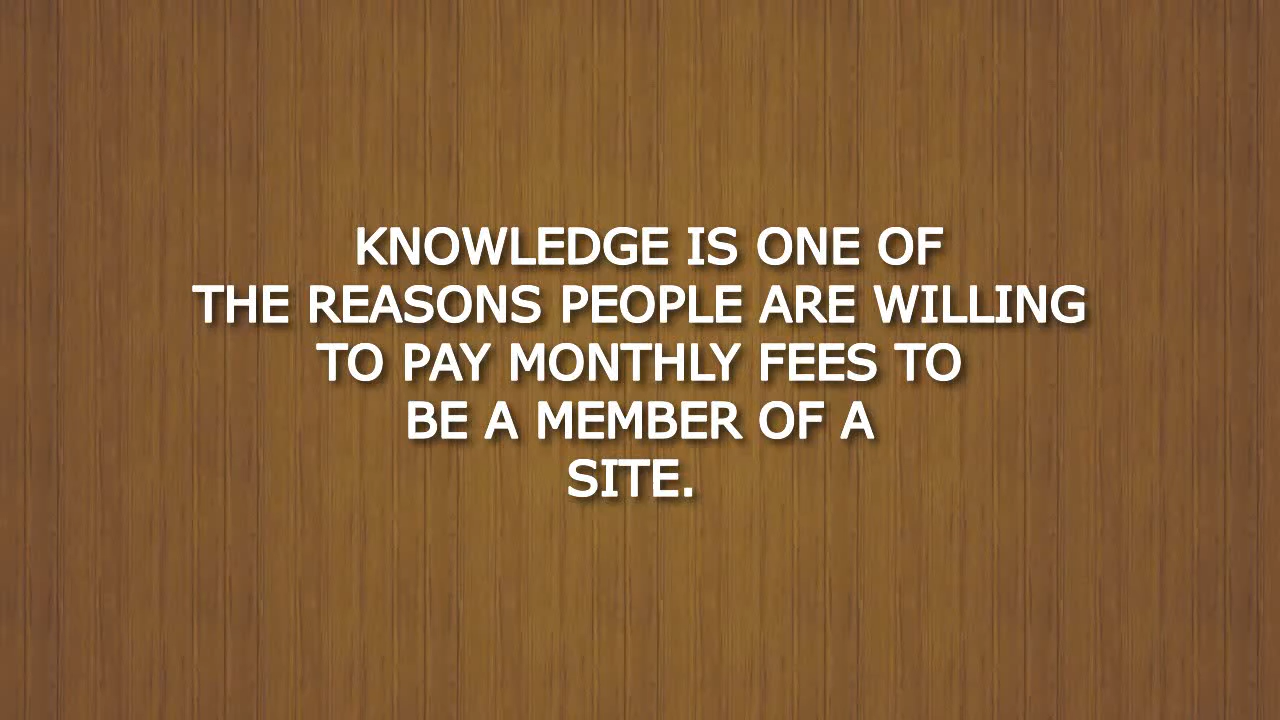 KNOWLEDGE IS ONE OF
THE REASONS PEOPLE ARE WILLING
TO PAY MONTHLY FEES TO
BE A MEMBER OF A
SITE.